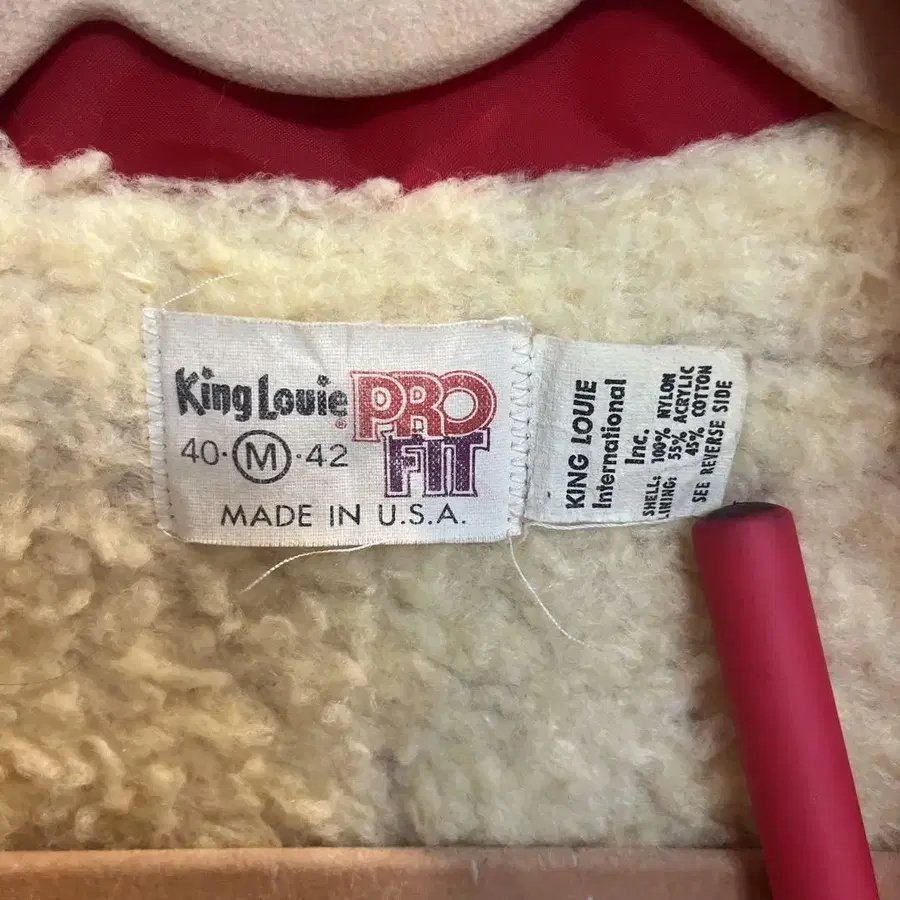 King Louie ® PRO
40·M·42 FIT
MADE IN U.S.A.
KING LOUIE
International
Inc.
SHELL: 100% NYLON
LINING: 55% ACRYLIC
45% COTTON
SEE REVERSE SIDE